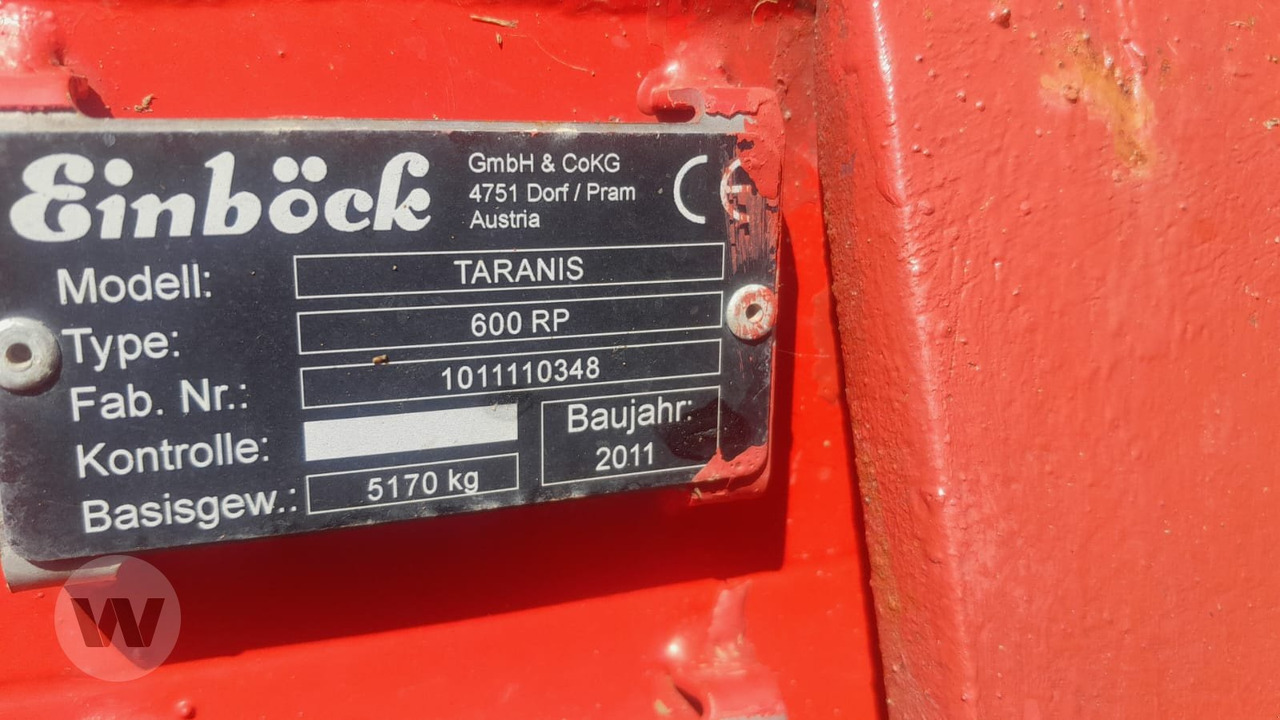 Einböck
GmbH & CoKG
4751 Dorf / Pram
Austria
CE
Modell: TARANIS
Type: 600 RP
Fab. Nr.: 1011110348
Kontrolle:
Basisgew.: 5170 kg
Baujahr:
2011
W